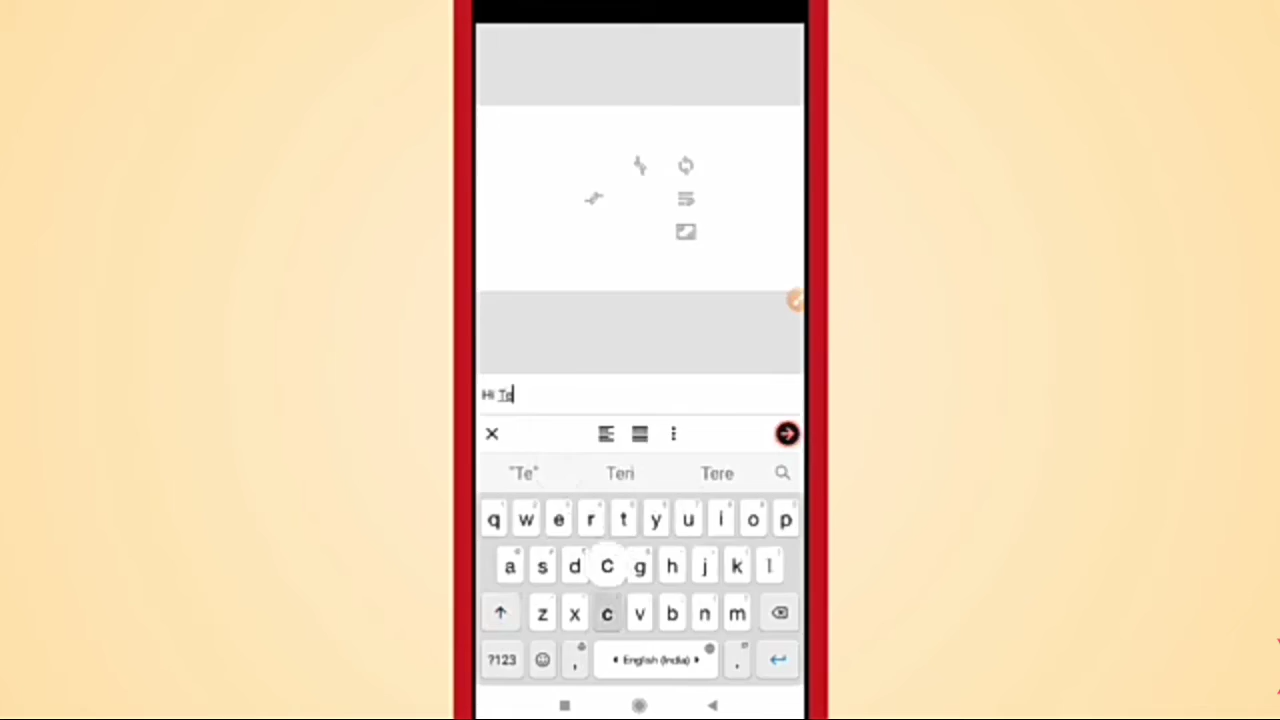 Hi Te
"Te" Teri Tere
q w e r t y u i o p
a s d c g h j k l
z x c v b n m
?123 , English (India) .